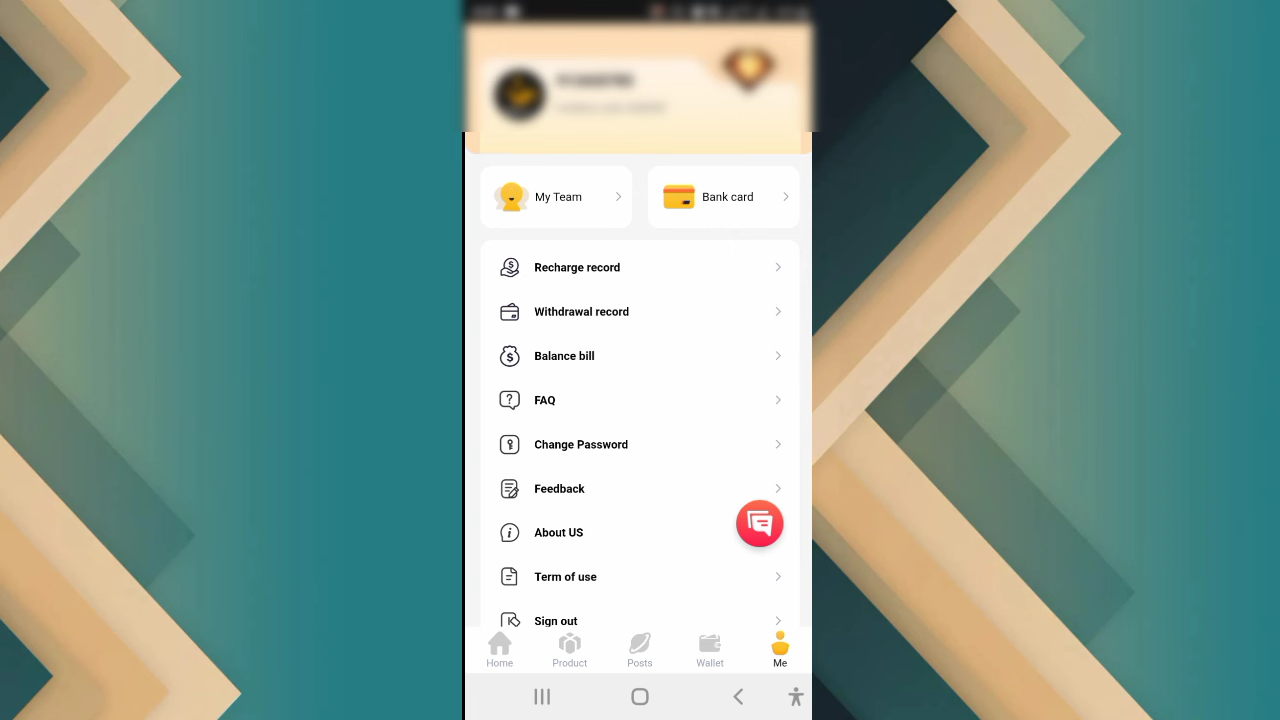 My Team
Bank card
Recharge record
Withdrawal record
Balance bill
FAQ
Change Password
Feedback
About US
Term of use
Sign out
Home
Product
Posts
Wallet
Me